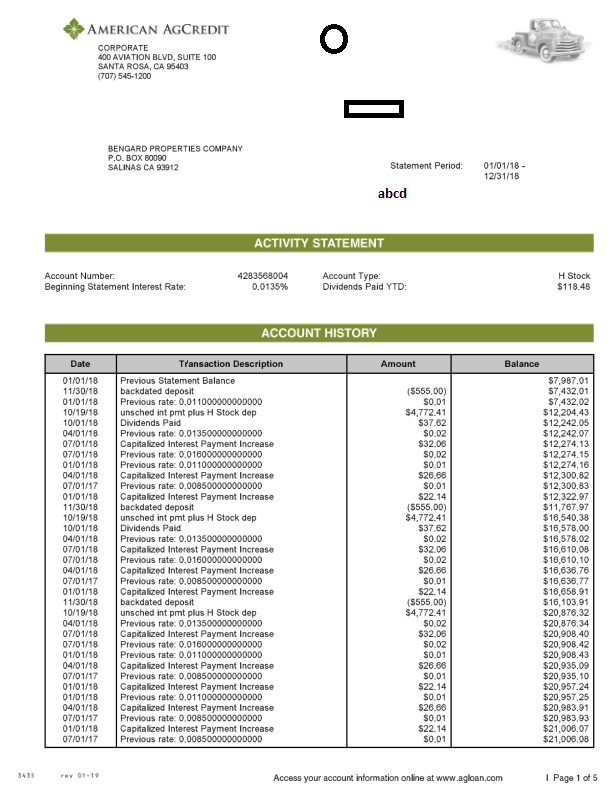 AMERICAN AGCREDIT
CORPORATE
400 AVIATION BLVD, SUITE 100
SANTA ROSA, CA 95403
(707) 545-1200
BENGARD PROPERTIES COMPANY
P.O. BOX 80090
SALINAS CA 93912
Statement Period: 01/01/18 -
12/31/18
abcd
ACTIVITY STATEMENT
Account Number: 4283568004 Account Type: H Stock
Beginning Statement Interest Rate: 0.0135% Dividends Paid YTD: $118.48
ACCOUNT HISTORY
Date Transaction Description Amount Balance
01/01/18 Previous Statement Balance $7,987.01
11/30/18 backdated deposit ($555.00) $7,432.01
01/01/18 Previous rate: 0.011000000000000 $0.01 $7,432.02
10/19/18 unsched int pmt plus H Stock dep $4,772.41 $12,204.43
10/01/18 Dividends Paid $37.62 $12,242.05
04/01/18 Previous rate: 0.013500000000000 $0.02 $12,242.07
07/01/18 Capitalized Interest Payment Increase $32.06 $12,274.13
07/01/18 Previous rate: 0.016000000000000 $0.02 $12,274.15
01/01/18 Previous rate: 0.011000000000000 $0.01 $12,274.16
04/01/18 Capitalized Interest Payment Increase $26.66 $12,300.82
07/01/17 Previous rate: 0.008500000000000 $0.01 $12,300.83
01/01/18 Capitalized Interest Payment Increase $22.14 $12,322.97
11/30/18 backdated deposit ($555.00) $11,767.97
10/19/18 unsched int pmt plus H Stock dep $4,772.41 $16,540.38
10/01/18 Dividends Paid $37.62 $16,578.00
04/01/18 Previous rate: 0.013500000000000 $0.02 $16,578.02
07/01/18 Capitalized Interest Payment Increase $32.06 $16,610.08
07/01/18 Previous rate: 0.016000000000000 $0.02 $16,610.10
04/01/18 Capitalized Interest Payment Increase $26.66 $16,636.76
07/01/17 Previous rate: 0.008500000000000 $0.01 $16,636.77
01/01/18 Capitalized Interest Payment Increase $22.14 $16,658.91
11/30/18 backdated deposit ($555.00) $16,103.91
10/19/18 unsched int pmt plus H Stock dep $4,772.41 $20,876.32
04/01/18 Previous rate: 0.013500000000000 $0.02 $20,876.34
07/01/18 Capitalized Interest Payment Increase $32.06 $20,908.40
07/01/18 Previous rate: 0.016000000000000 $0.02 $20,908.42
01/01/18 Previous rate: 0.011000000000000 $0.01 $20,908.43
04/01/18 Capitalized Interest Payment Increase $26.66 $20,935.09
07/01/17 Previous rate: 0.008500000000000 $0.01 $20,935.10
01/01/18 Capitalized Interest Payment Increase $22.14 $20,957.24
01/01/18 Previous rate: 0.011000000000000 $0.01 $20,957.25
04/01/18 Capitalized Interest Payment Increase $26.66 $20,983.91
07/01/17 Previous rate: 0.008500000000000 $0.01 $20,983.93
01/01/18 Capitalized Interest Payment Increase $22.14 $21,006.07
07/01/17 Previous rate: 0.008500000000000 $0.01 $21,006.08
3435 rev 01-19 Access your account information online at www.agloan.com | Page 1 of 5